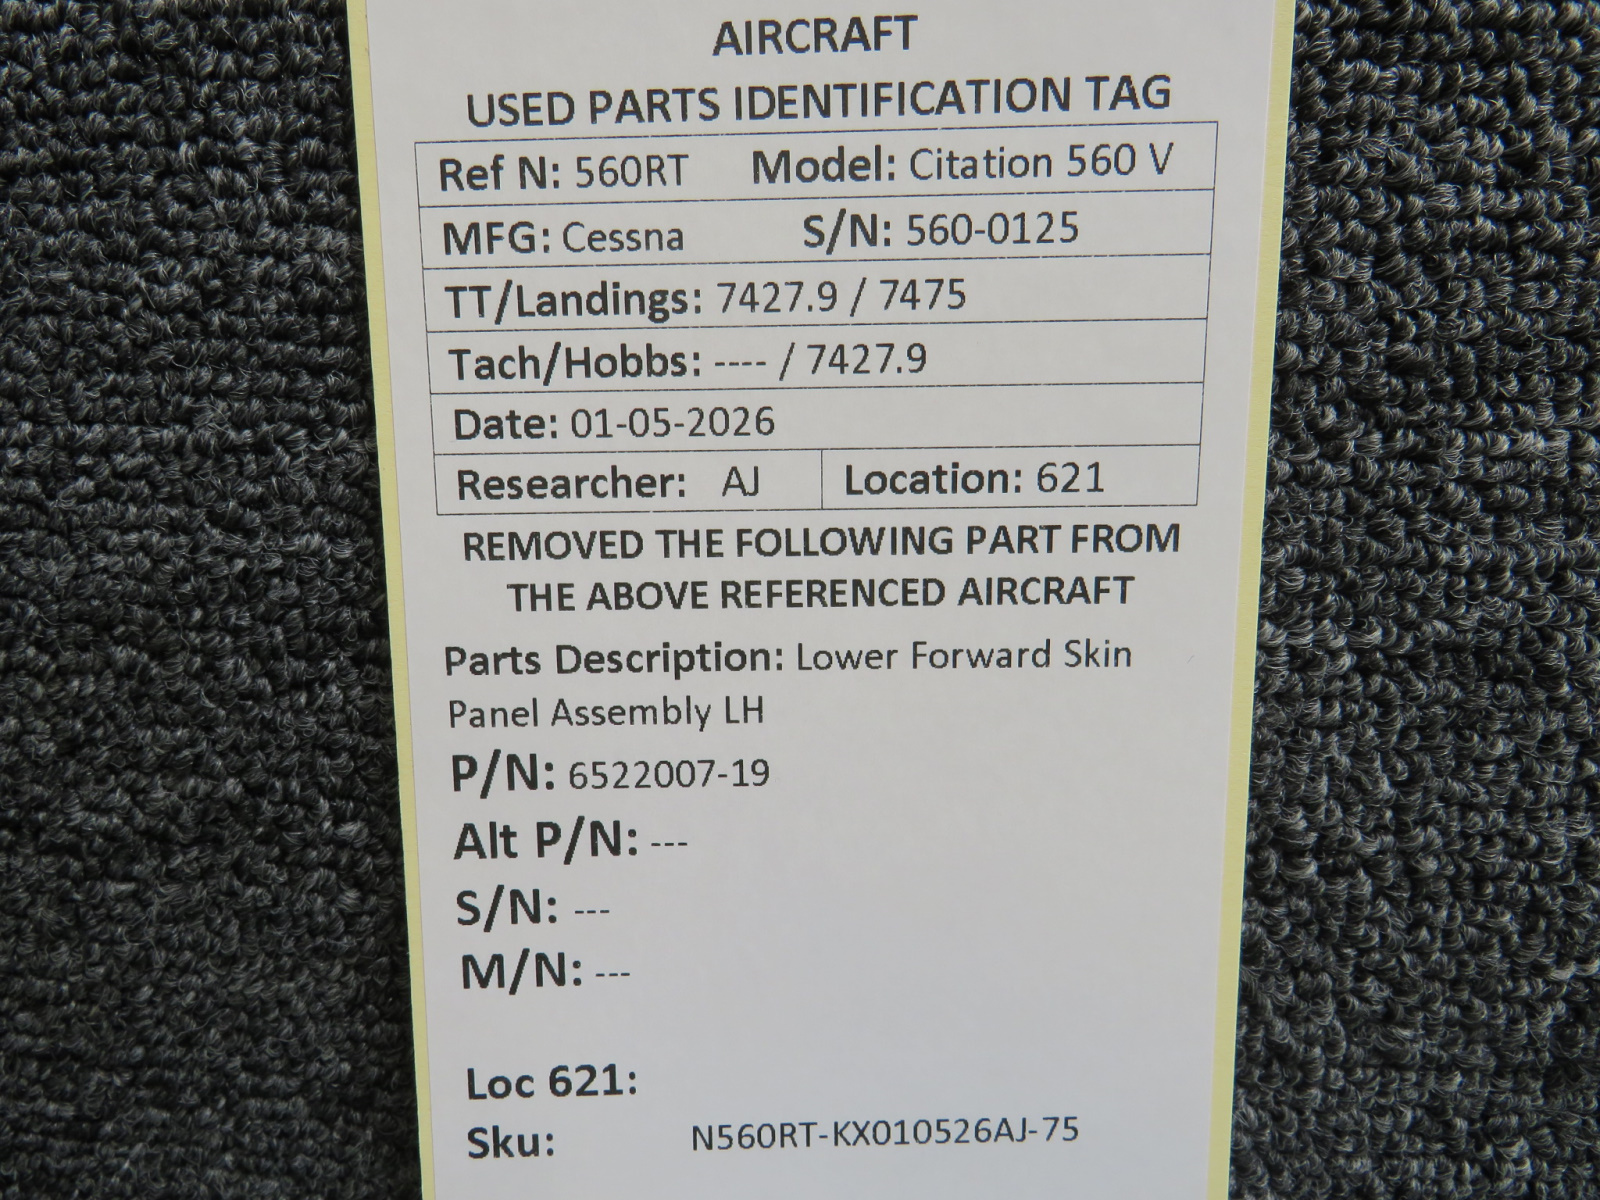 AIRCRAFT
USED PARTS IDENTIFICATION TAG
Ref N: 560RT Model: Citation 560 V
MFG: Cessna S/N: 560-0125
TT/Landings: 7427.9 / 7475
Tach/Hobbs: ---- / 7427.9
Date: 01-05-2026
Researcher: AJ Location: 621
REMOVED THE FOLLOWING PART FROM
THE ABOVE REFERENCED AIRCRAFT
Parts Description: Lower Forward Skin
Panel Assembly LH
P/N: 6522007-19
Alt P/N: ---
S/N: ---
M/N: ---
Loc 621:
Sku: N560RT-KX010526AJ-75